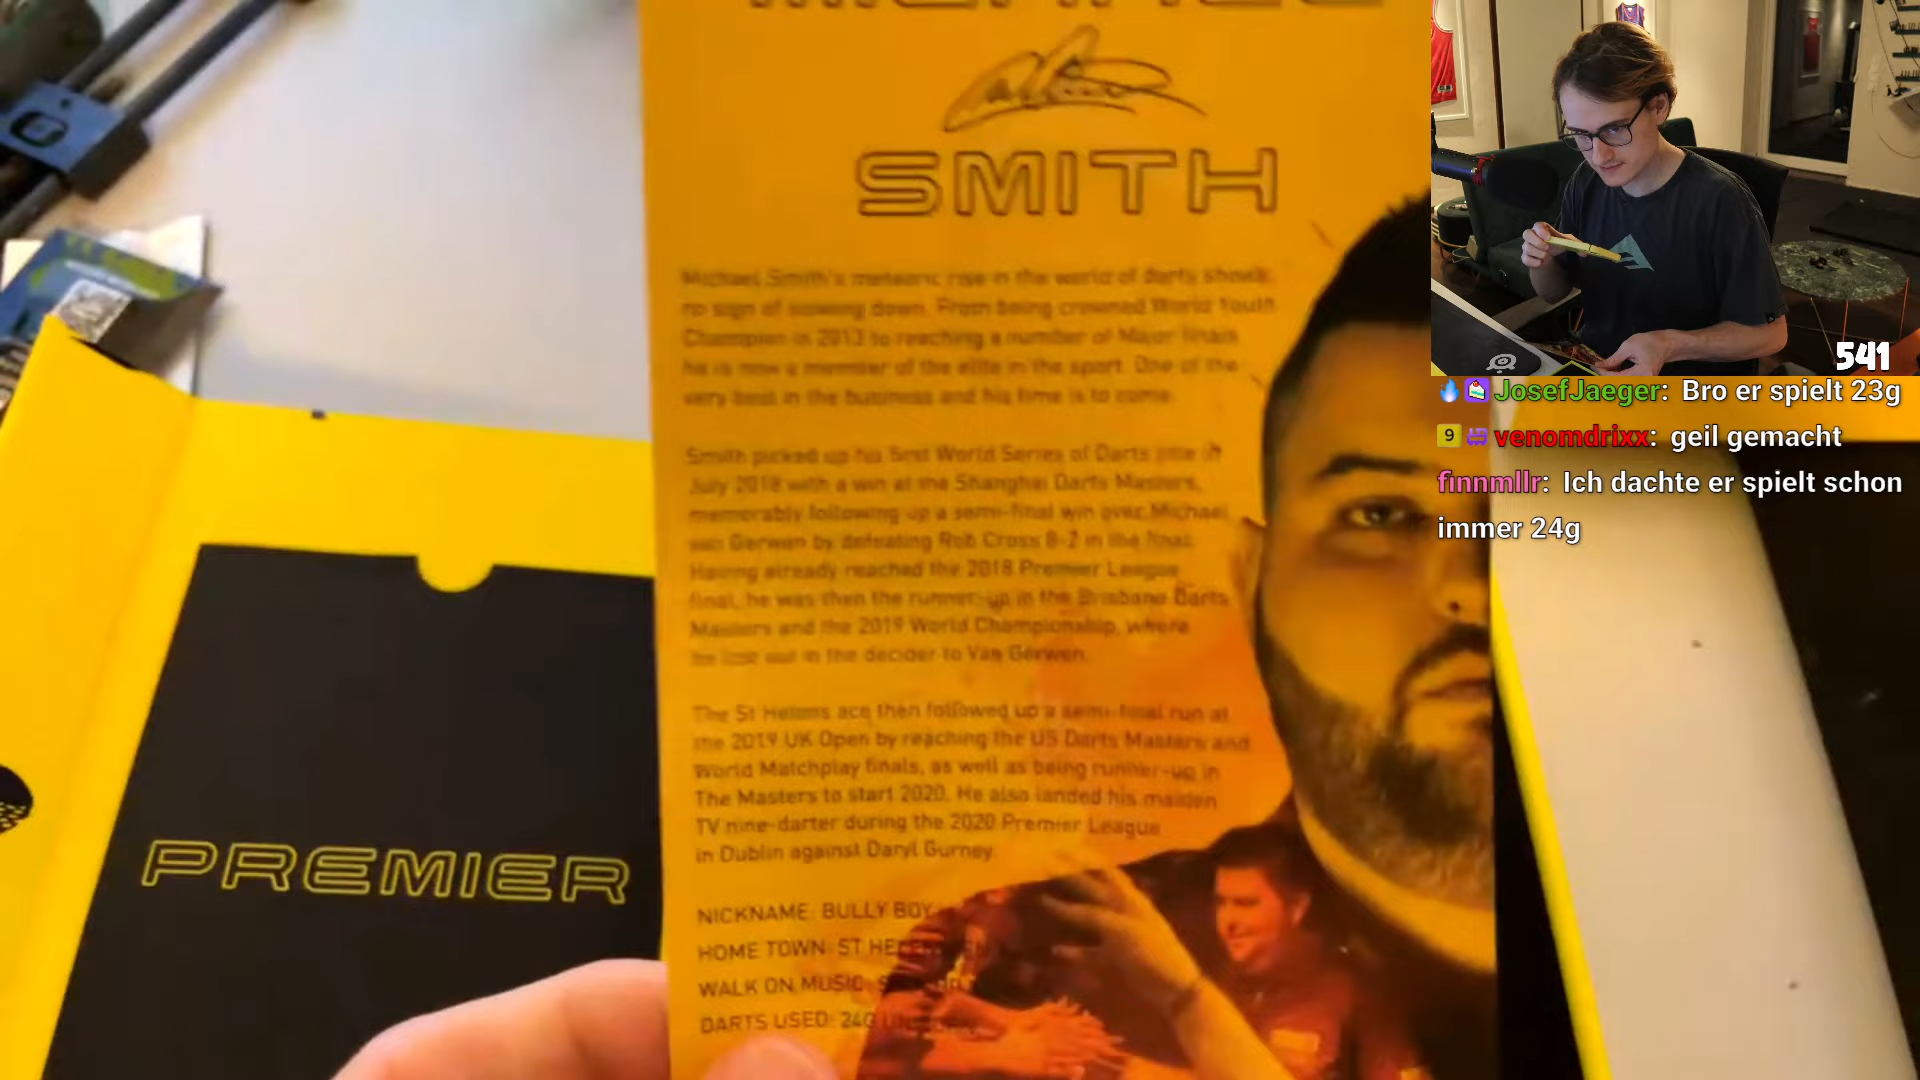 SMITH
Michael Smith's meteoric rise in the world of darts shows
no sign of slowing down. From being crowned World Youth
Champion in 2013 to reaching a number of Major finals
he is now a member of the elite in the sport. One of the
very best in the business and his time is to come.
Smith picked up his first World Series of Darts title in
July 2018 with a win at the Shanghai Darts Masters,
memorably following up a semi-final win over Michael
van Gerwen by defeating Rob Cross 8-2 in the final.
Having already reached the 2018 Premier League
final, he was then the runner-up in the Brisbane Darts
Masters and the 2019 World Championship, where
he lost out in the decider to Van Gerwen.
The St Helens ace then followed up a semi-final run at
the 2019 UK Open by reaching the US Darts Masters and
World Matchplay finals, as well as being runner-up in
The Masters to start 2020. He also landed his maiden
TV nine-darter during the 2020 Premier League
in Dublin against Daryl Gurney.
NICKNAME: BULLY BOY
HOME TOWN: ST HELENS
WALK ON MUSIC:
DARTS USED: 24G
PREMIER
541
JosefJaeger: Bro er spielt 23g
9 venomdrixx: geil gemacht
finnmllr: Ich dachte er spielt schon
immer 24g